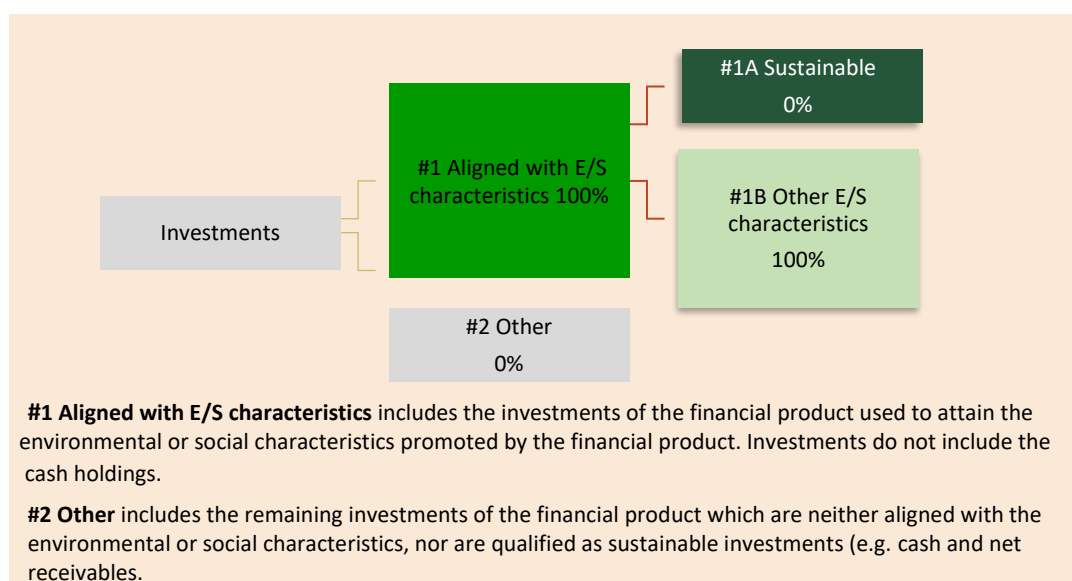 #1A Sustainable
0%
#1 Aligned with E/S
characteristics 100%
#1B Other E/S
characteristics
100%
Investments
#2 Other
0%
#1 Aligned with E/S characteristics includes the investments of the financial product used to attain the
environmental or social characteristics promoted by the financial product. Investments do not include the
cash holdings.
#2 Other includes the remaining investments of the financial product which are neither aligned with the
environmental or social characteristics, nor are qualified as sustainable investments (e.g. cash and net
receivables.